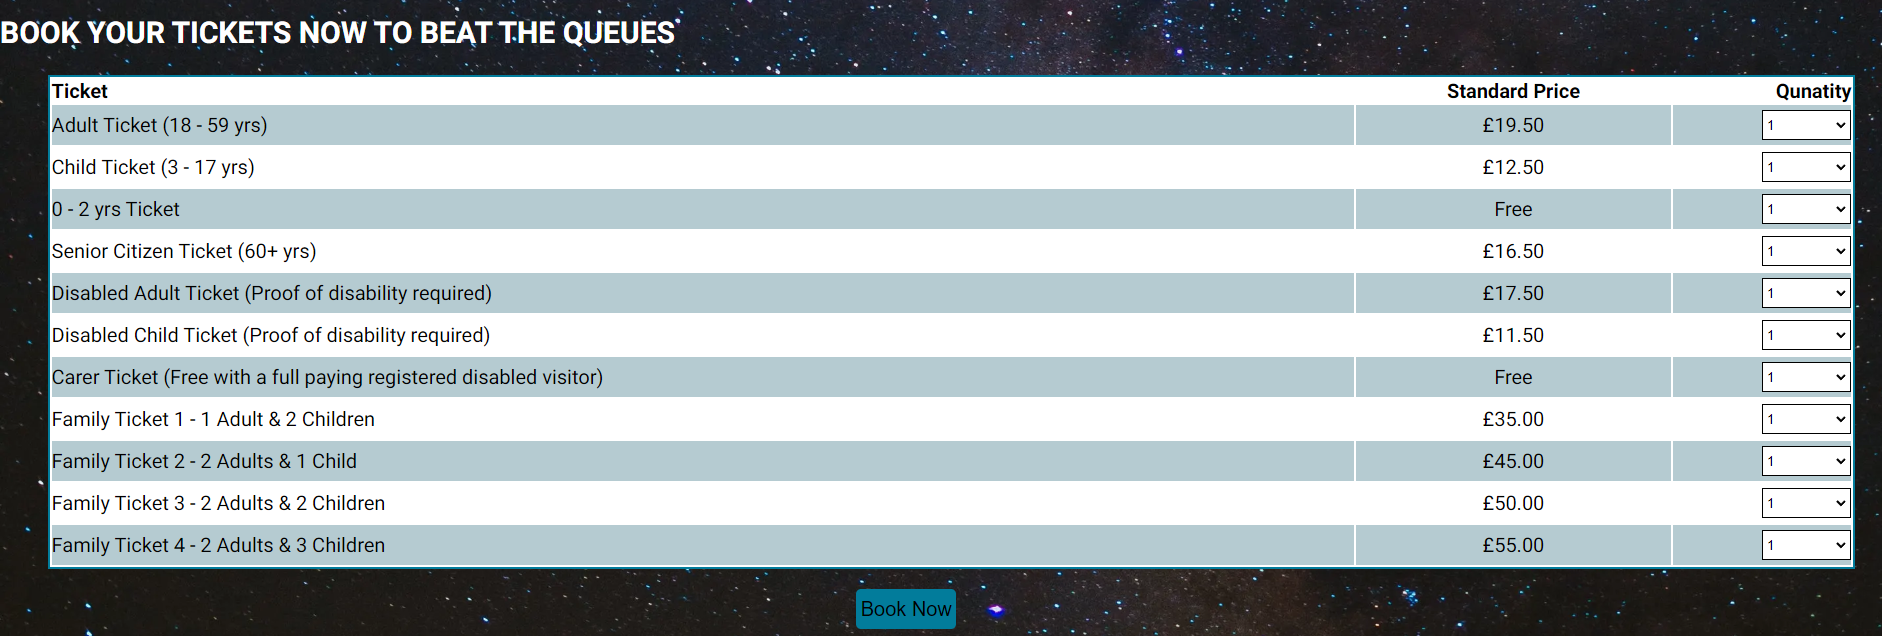 BOOK YOUR TICKETS NOW TO BEAT THE QUEUES
Ticket Standard Price Qunatity
Adult Ticket (18 - 59 yrs) £19.50 1
Child Ticket (3 - 17 yrs) £12.50 1
0 - 2 yrs Ticket Free 1
Senior Citizen Ticket (60+ yrs) £16.50 1
Disabled Adult Ticket (Proof of disability required) £17.50 1
Disabled Child Ticket (Proof of disability required) £11.50 1
Carer Ticket (Free with a full paying registered disabled visitor) Free 1
Family Ticket 1 - 1 Adult & 2 Children £35.00 1
Family Ticket 2 - 2 Adults & 1 Child £45.00 1
Family Ticket 3 - 2 Adults & 2 Children £50.00 1
Family Ticket 4 - 2 Adults & 3 Children £55.00 1
Book Now